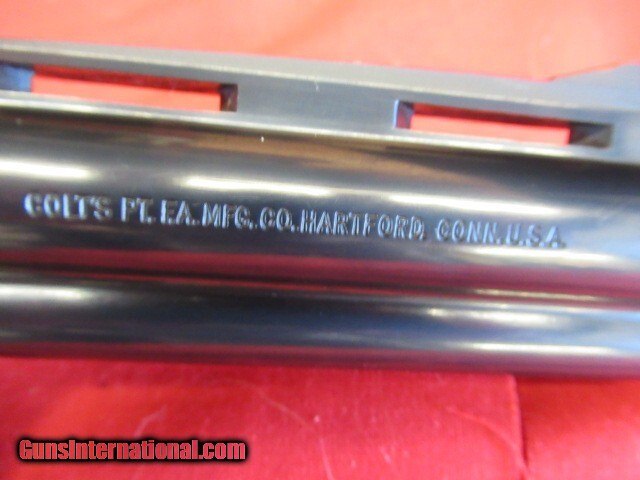 COLT'S PT. F.A. MFG. CO. HARTFORD, CONN. U.S.A.
GunsInternational.com